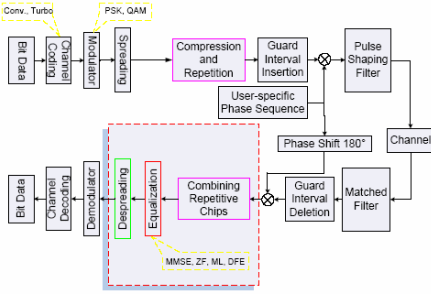 Conv., Turbo
PSK, QAM
Bit Data
Channel
Coding
Modulator
Spreading
Compression
and
Repetition
Guard
Interval
Insertion
Pulse
Shaping
Filter
User-specific
Phase Sequence
Phase Shift 180°
Channel
Bit Data
Channel
Decoding
Demodulator
Despreading
Equalization
Combining
Repetitive
Chips
Guard
Interval
Deletion
Matched
Filter
MMSE, ZF, ML, DFE